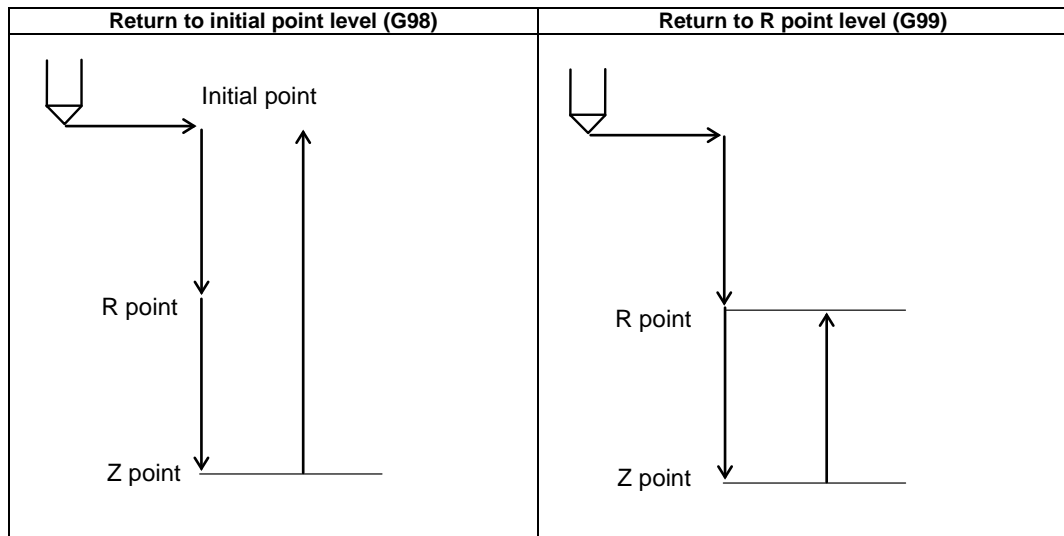 Return to initial point level (G98)
Return to R point level (G99)
Initial point
R point
Z point
R point
Z point